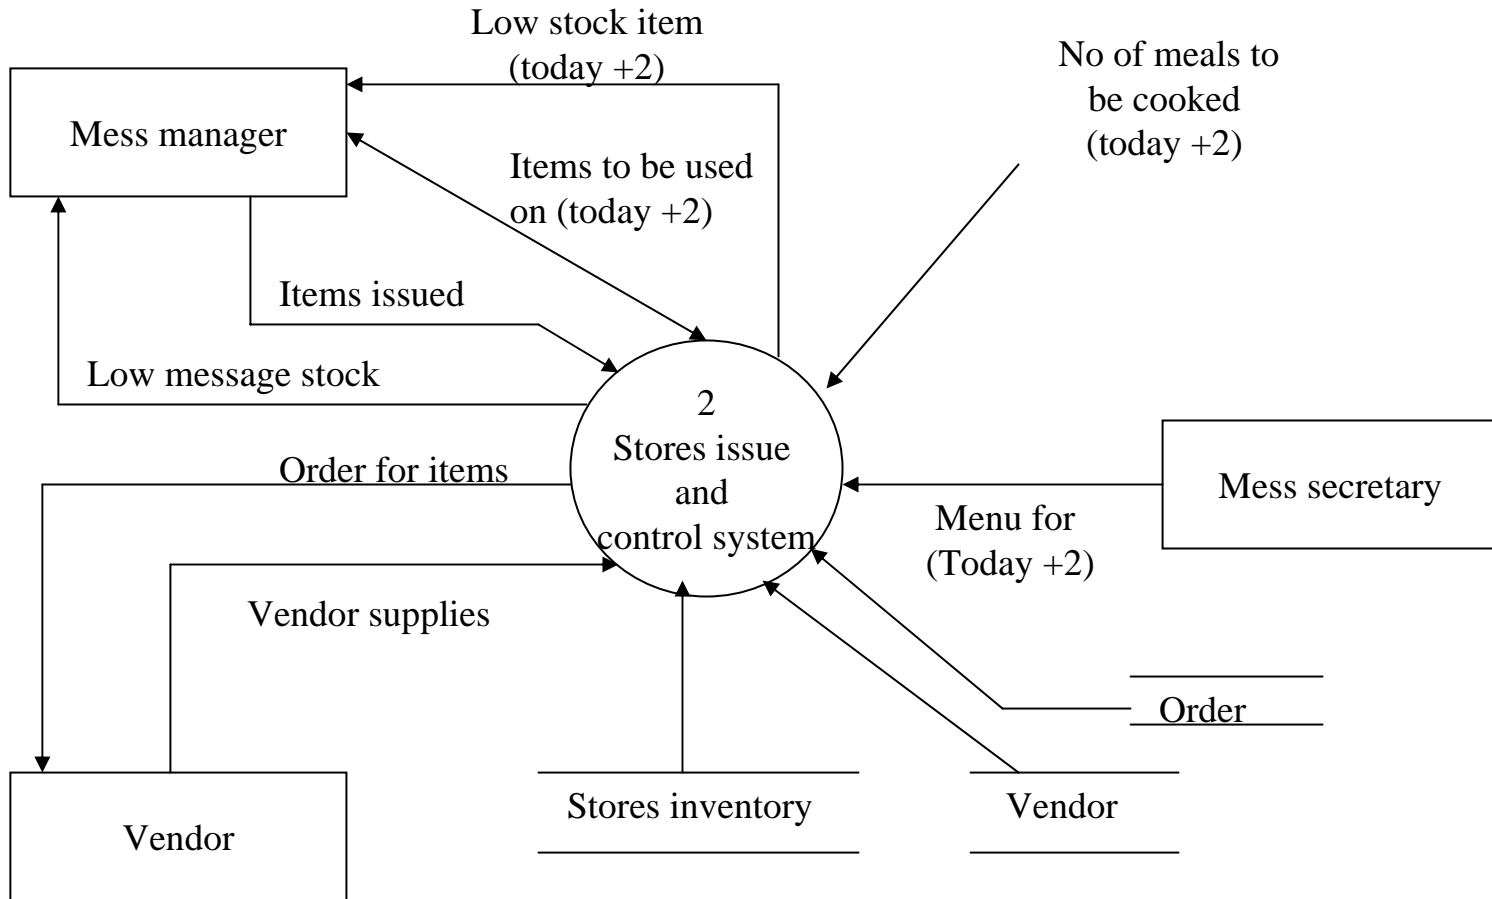 Low stock item
(today +2)
No of meals to
be cooked
(today +2)
Mess manager
Items to be used
on (today +2)
Items issued
Low message stock
2
Stores issue
and
control system
Order for items
Mess secretary
Menu for
(Today +2)
Vendor supplies
Order
Stores inventory
Vendor
Vendor